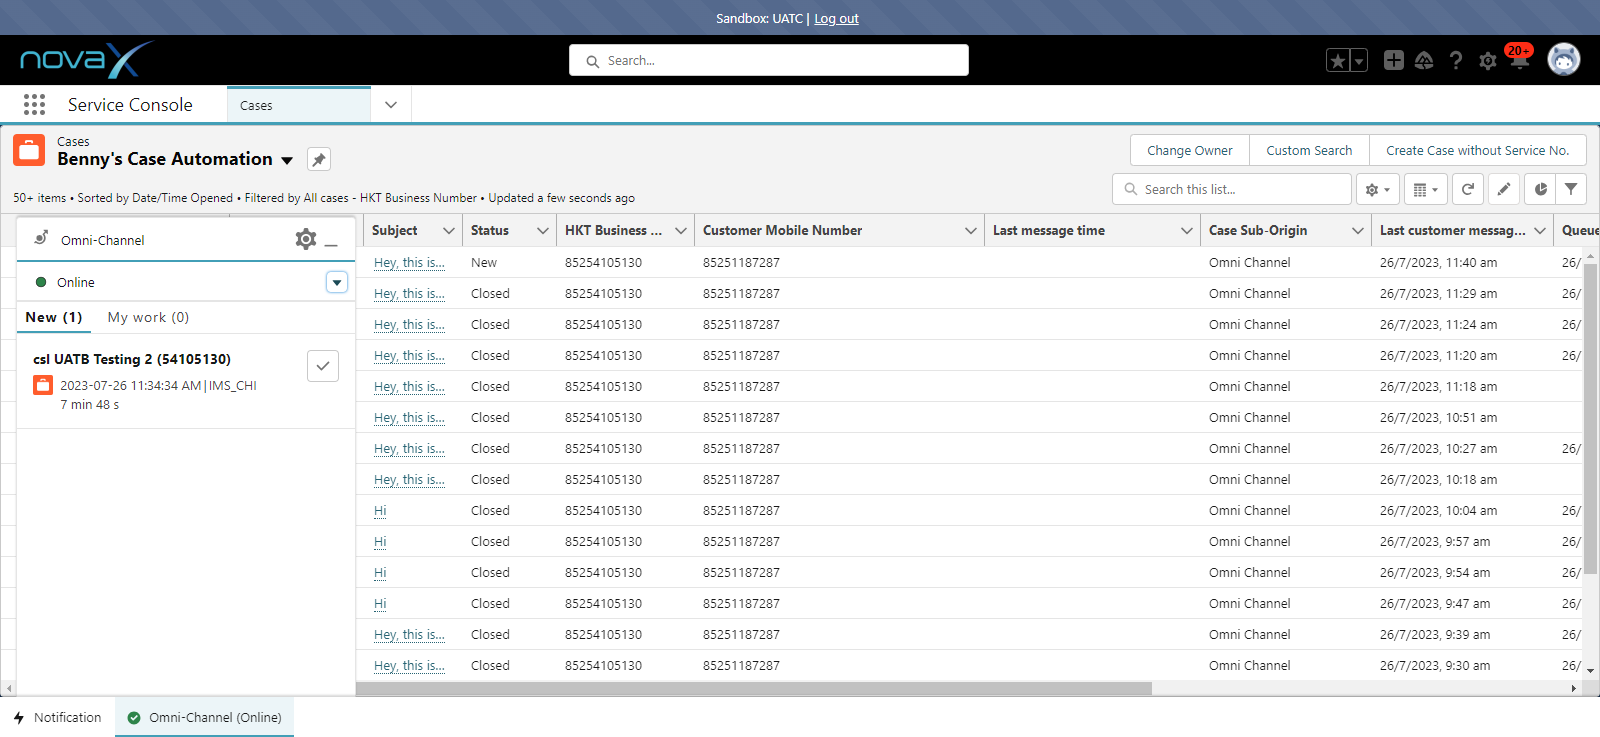 Sandbox: UATC | Log out
novaX
Search...
20+
Service Console
Cases
Cases
Benny's Case Automation
Change Owner
Custom Search
Create Case without Service No.
50+ items • Sorted by Date/Time Opened • Filtered by All cases - HKT Business Number • Updated a few seconds ago
Search this list...
Omni-Channel
Online
New (1) My work (0)
csl UATB Testing 2 (54105130)
2023-07-26 11:34:34 AM | IMS_CHI
7 min 48 s
Subject Status HKT Business ... Customer Mobile Number Last message time Case Sub-Origin Last customer messag... Queue
Hey, this is... New 85254105130 85251187287 Omni Channel 26/7/2023, 11:40 am 26/
Hey, this is... Closed 85254105130 85251187287 Omni Channel 26/7/2023, 11:29 am 26/
Hey, this is... Closed 85254105130 85251187287 Omni Channel 26/7/2023, 11:24 am 26/
Hey, this is... Closed 85254105130 85251187287 Omni Channel 26/7/2023, 11:20 am 26/
Hey, this is... Closed 85254105130 85251187287 Omni Channel 26/7/2023, 11:18 am
Hey, this is... Closed 85254105130 85251187287 Omni Channel 26/7/2023, 10:51 am
Hey, this is... Closed 85254105130 85251187287 Omni Channel 26/7/2023, 10:27 am 26/
Hey, this is... Closed 85254105130 85251187287 Omni Channel 26/7/2023, 10:18 am
Hi Closed 85254105130 85251187287 Omni Channel 26/7/2023, 10:04 am 26/
Hi Closed 85254105130 85251187287 Omni Channel 26/7/2023, 9:57 am 26/
Hi Closed 85254105130 85251187287 Omni Channel 26/7/2023, 9:54 am 26/
Hi Closed 85254105130 85251187287 Omni Channel 26/7/2023, 9:47 am 26/
Hey, this is... Closed 85254105130 85251187287 Omni Channel 26/7/2023, 9:39 am 26/
Hey, this is... Closed 85254105130 85251187287 Omni Channel 26/7/2023, 9:30 am 26/
Notification
Omni-Channel (Online)